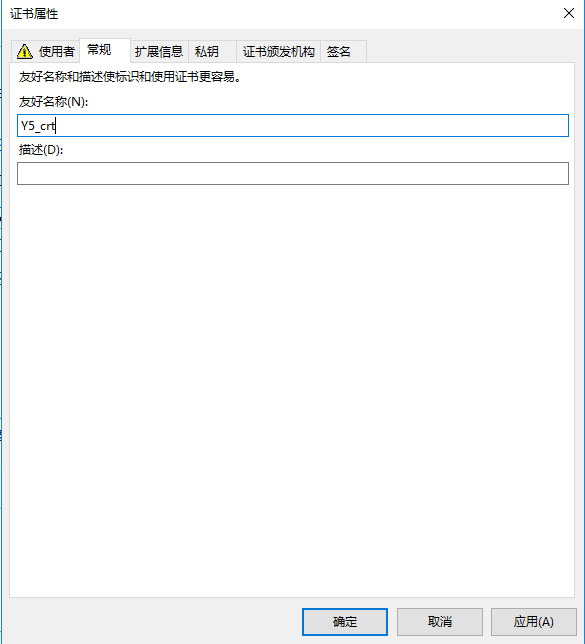 证书属性
使用者 常规 扩展信息 私钥 证书颁发机构 签名
友好名称和描述使标识和使用证书更容易。
友好名称(N):
Y5_crt
描述(D):
确定 取消 应用(A)